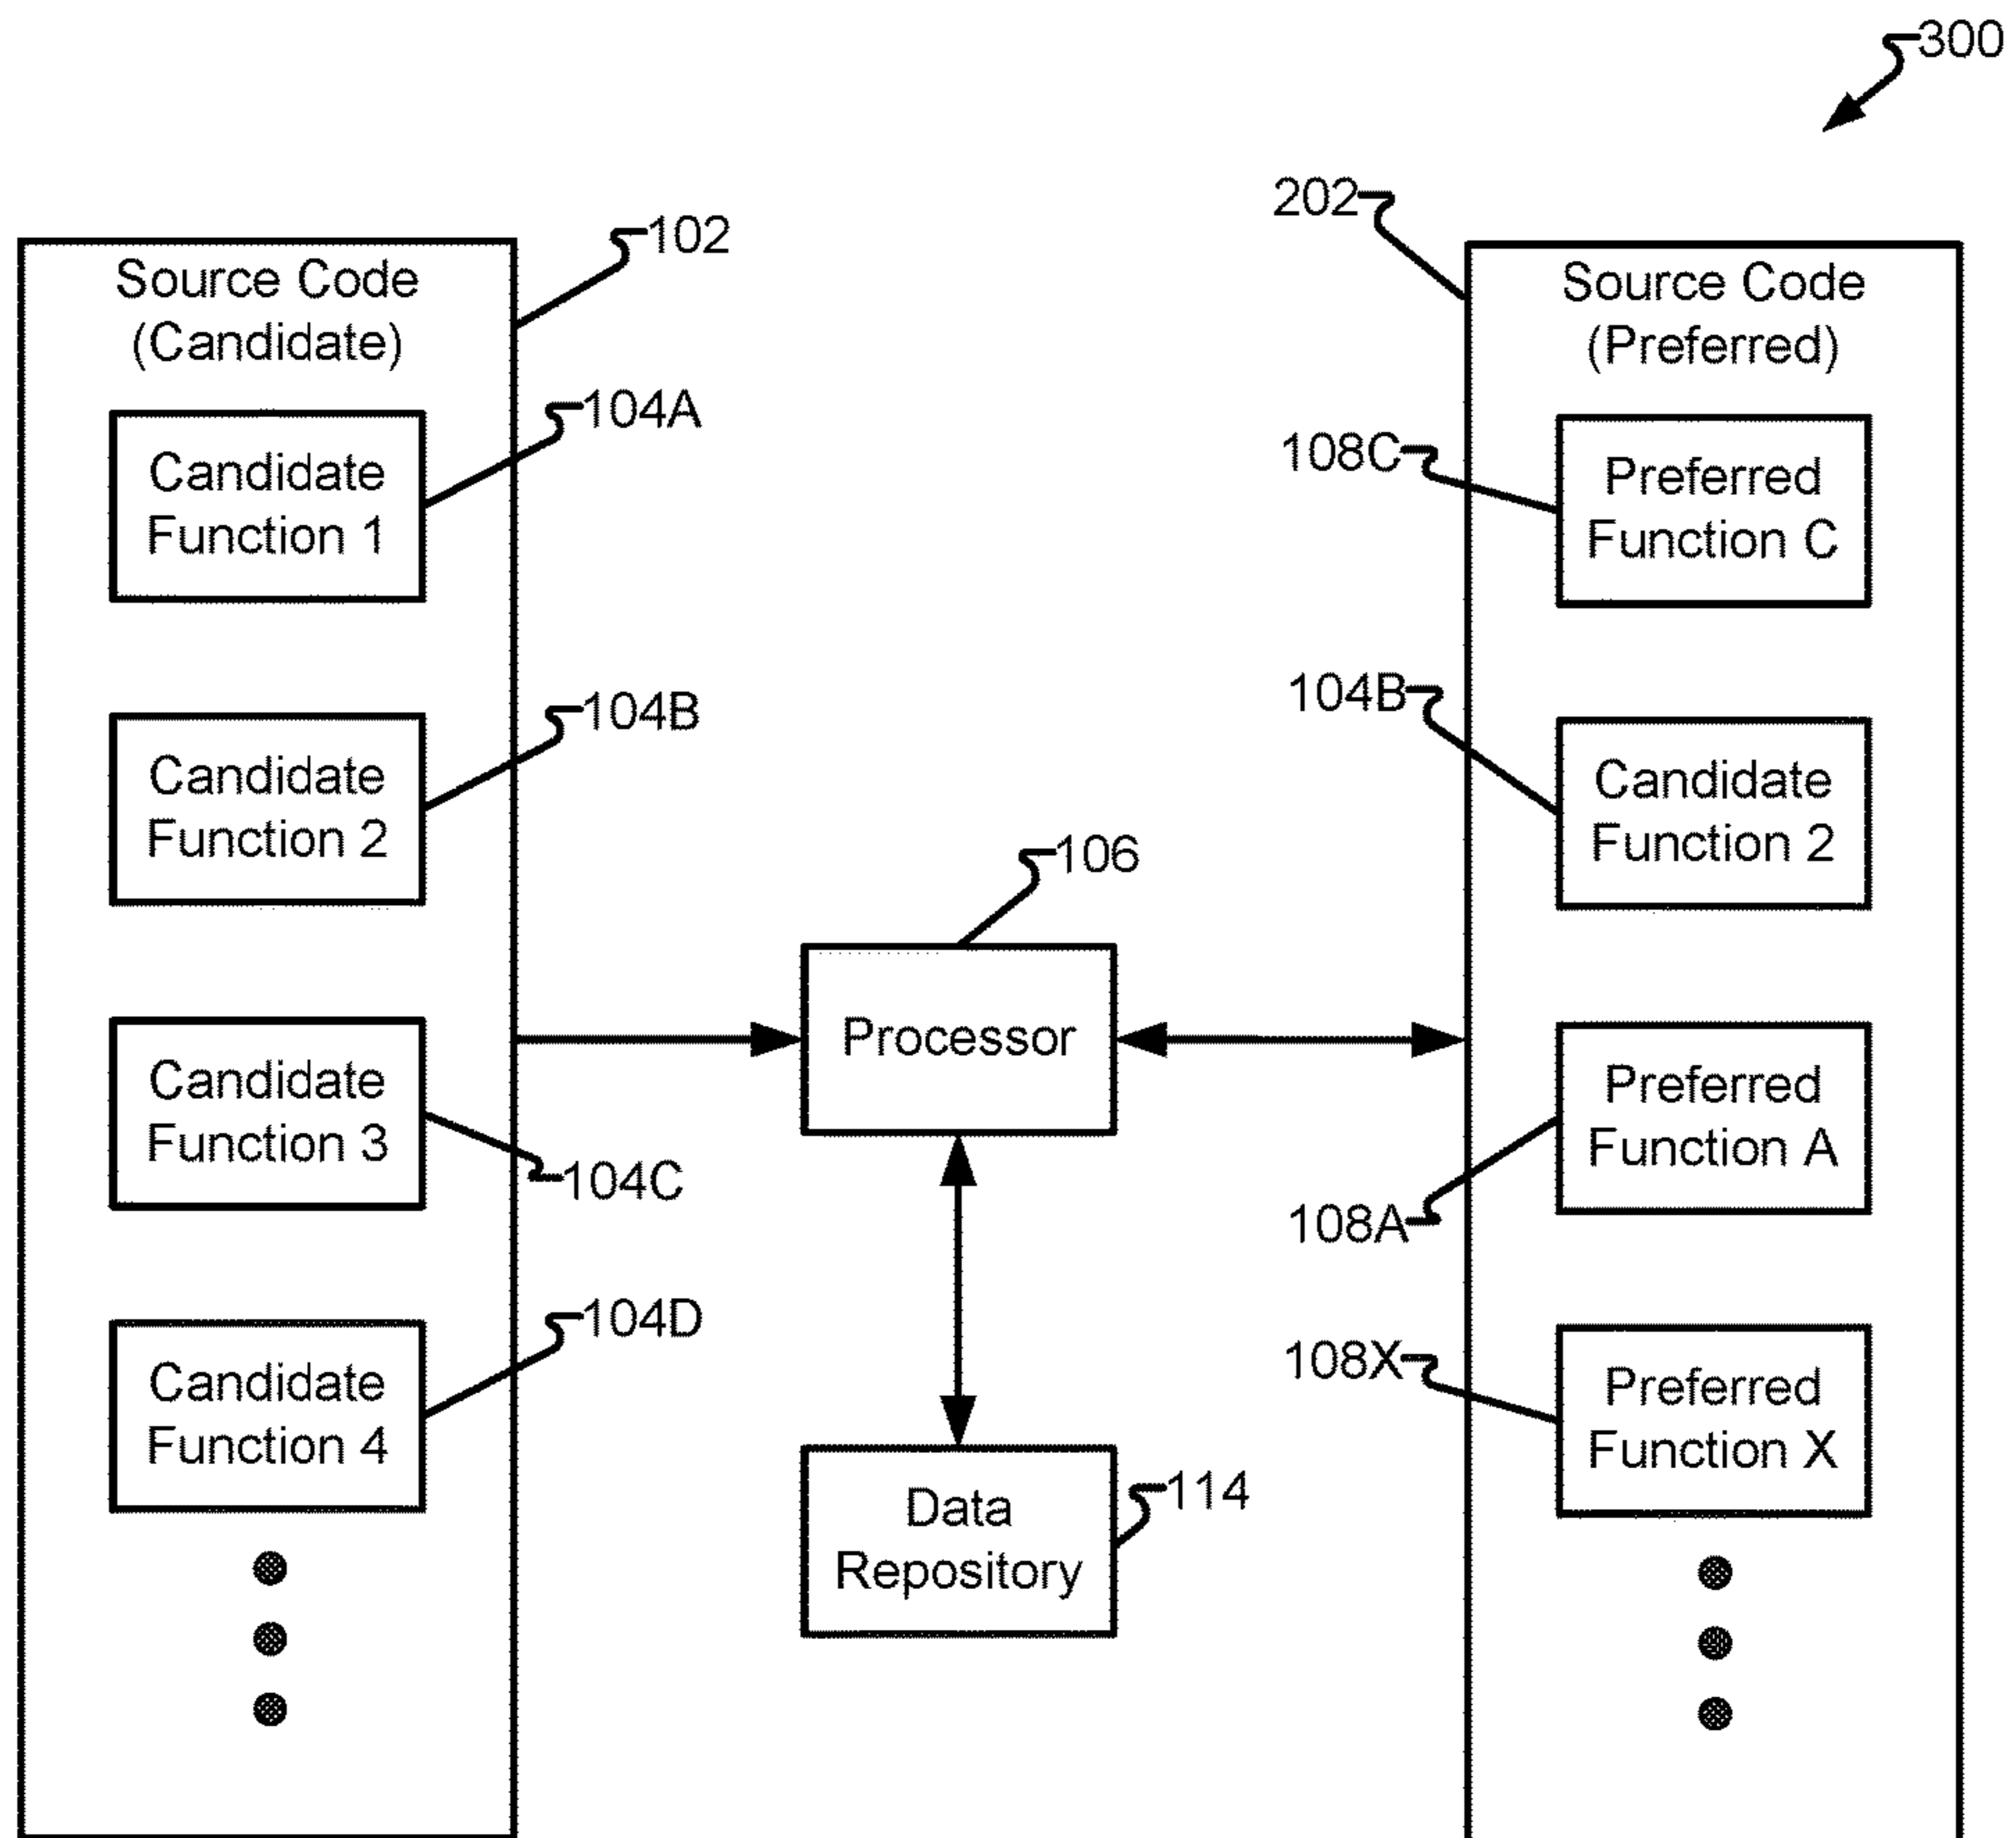 300
102
Source Code
(Candidate)
104A
Candidate
Function 1
104B
Candidate
Function 2
Candidate
Function 3
104C
104D
Candidate
Function 4
106
Processor
Data
Repository
114
202
Source Code
(Preferred)
108C
Preferred
Function C
104B
Candidate
Function 2
Preferred
Function A
108A
108X
Preferred
Function X